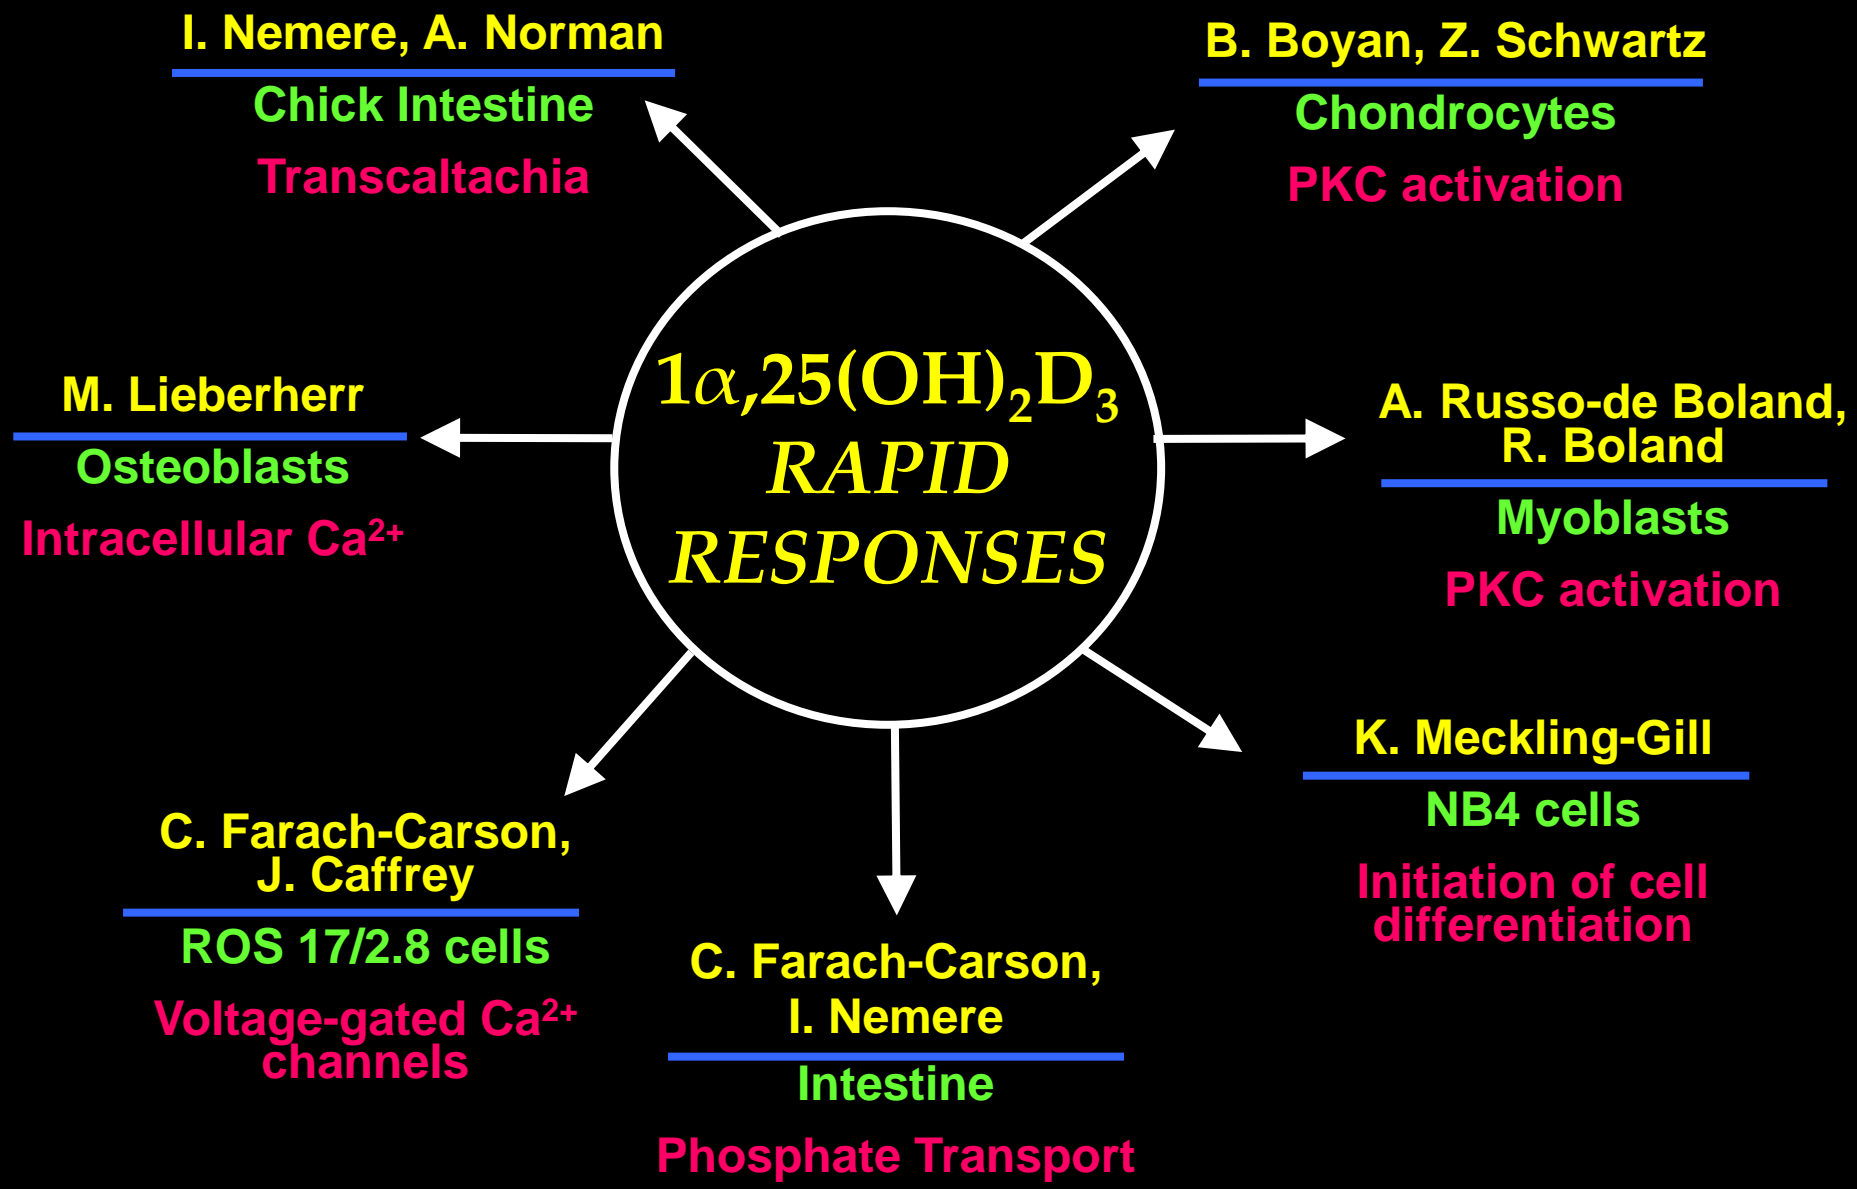 I. Nemere, A. Norman
Chick Intestine
Transcaltachia
B. Boyan, Z. Schwartz
Chondrocytes
PKC activation
1α,25(OH)₂D₃
RAPID
RESPONSES
M. Lieberherr
Osteoblasts
Intracellular Ca²⁺
A. Russo-de Boland,
R. Boland
Myoblasts
PKC activation
K. Meckling-Gill
NB4 cells
Initiation of cell
differentiation
C. Farach-Carson,
J. Caffrey
ROS 17/2.8 cells
Voltage-gated Ca²⁺
channels
C. Farach-Carson,
I. Nemere
Intestine
Phosphate Transport